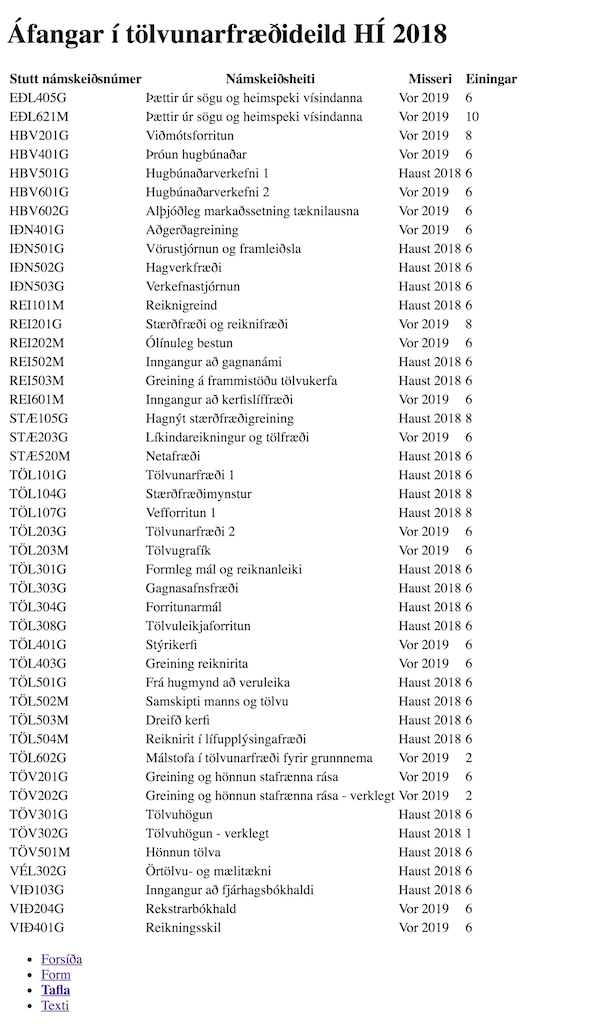 Áfangar í tölvunarfræðideild HÍ 2018
Stutt námskeiðsnúmer Námskeiðsheiti Misseri Einingar
EÐL405G Þættir úr sögu og heimspeki vísindanna Vor 2019 6
EÐL621M Þættir úr sögu og heimspeki vísindanna Vor 2019 10
HBV201G Viðmótsforritun Vor 2019 8
HBV401G Þróun hugbúnaðar Vor 2019 6
HBV501G Hugbúnaðarverkefni 1 Haust 2018 6
HBV601G Hugbúnaðarverkefni 2 Vor 2019 6
HBV602G Alþjóðleg markaðssetning tæknilausna Vor 2019 6
IÐN401G Aðgerðagreining Vor 2019 6
IÐN501G Vörustjórnun og framleiðsla Haust 2018 6
IÐN502G Hagverkfræði Haust 2018 6
IÐN503G Verkefnastjórnun Haust 2018 6
REI101M Reiknigreind Haust 2018 6
REI201G Stærðfræði og reiknifræði Vor 2019 8
REI202M Ólínuleg bestun Vor 2019 6
REI502M Inngangur að gagnanámi Haust 2018 6
REI503M Greining á frammistöðu tölvukerfa Haust 2018 6
REI601M Inngangur að kerfislíffræði Vor 2019 6
STÆ105G Hagnýt stærðfræðigreining Haust 2018 8
STÆ203G Líkindareikningur og tölfræði Vor 2019 6
STÆ520M Netafræði Haust 2018 6
TÖL101G Tölvunarfræði 1 Haust 2018 6
TÖL104G Stærðfræðimynstur Haust 2018 8
TÖL107G Vefforritun 1 Haust 2018 8
TÖL203G Tölvunarfræði 2 Vor 2019 6
TÖL203M Tölvugrafík Vor 2019 6
TÖL301G Formleg mál og reiknanleiki Haust 2018 6
TÖL303G Gagnasafnsfræði Haust 2018 6
TÖL304G Forritunarmál Haust 2018 6
TÖL308G Tölvuleikjaforritun Haust 2018 6
TÖL401G Stýrikerfi Vor 2019 6
TÖL403G Greining reiknirita Vor 2019 6
TÖL501G Frá hugmynd að veruleika Haust 2018 6
TÖL502M Samskipti manns og tölvu Haust 2018 6
TÖL503M Dreifð kerfi Haust 2018 6
TÖL504M Reiknirit í lífupplýsingafræði Haust 2018 6
TÖL602G Málstofa í tölvunarfræði fyrir grunnnema Vor 2019 2
TÖV201G Greining og hönnun stafrænna rása Vor 2019 6
TÖV202G Greining og hönnun stafrænna rása - verklegt Vor 2019 2
TÖV301G Tölvuhögun Haust 2018 6
TÖV302G Tölvuhögun - verklegt Haust 2018 1
TÖV501M Hönnun tölva Haust 2018 6
VÉL302G Örtölvu- og mælitækni Haust 2018 6
VIÐ103G Inngangur að fjárhagsbókhaldi Haust 2018 6
VIÐ204G Rekstrarbókhald Vor 2019 6
VIÐ401G Reikningsskil Vor 2019 6
• Forsíða
• Form
• Tafla
• Texti